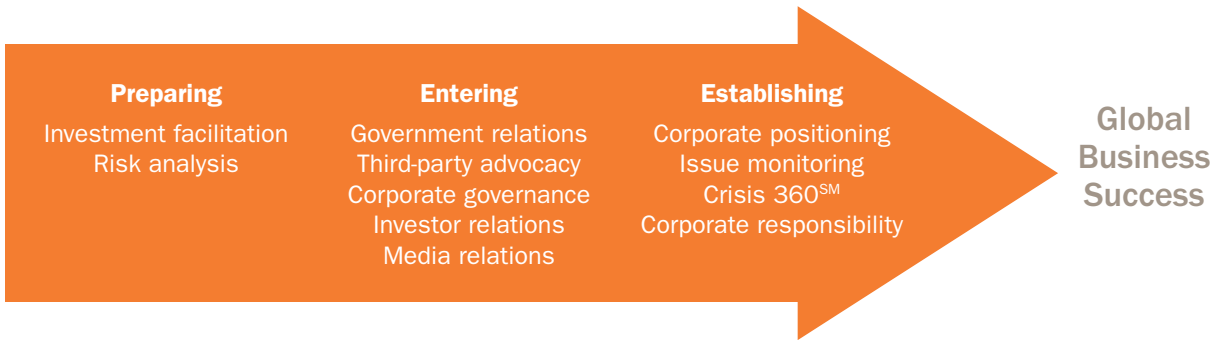 Preparing
Investment facilitation
Risk analysis
Entering
Government relations
Third-party advocacy
Corporate governance
Investor relations
Media relations
Establishing
Corporate positioning
Issue monitoring
Crisis 360SM
Corporate responsibility
Global
Business
Success